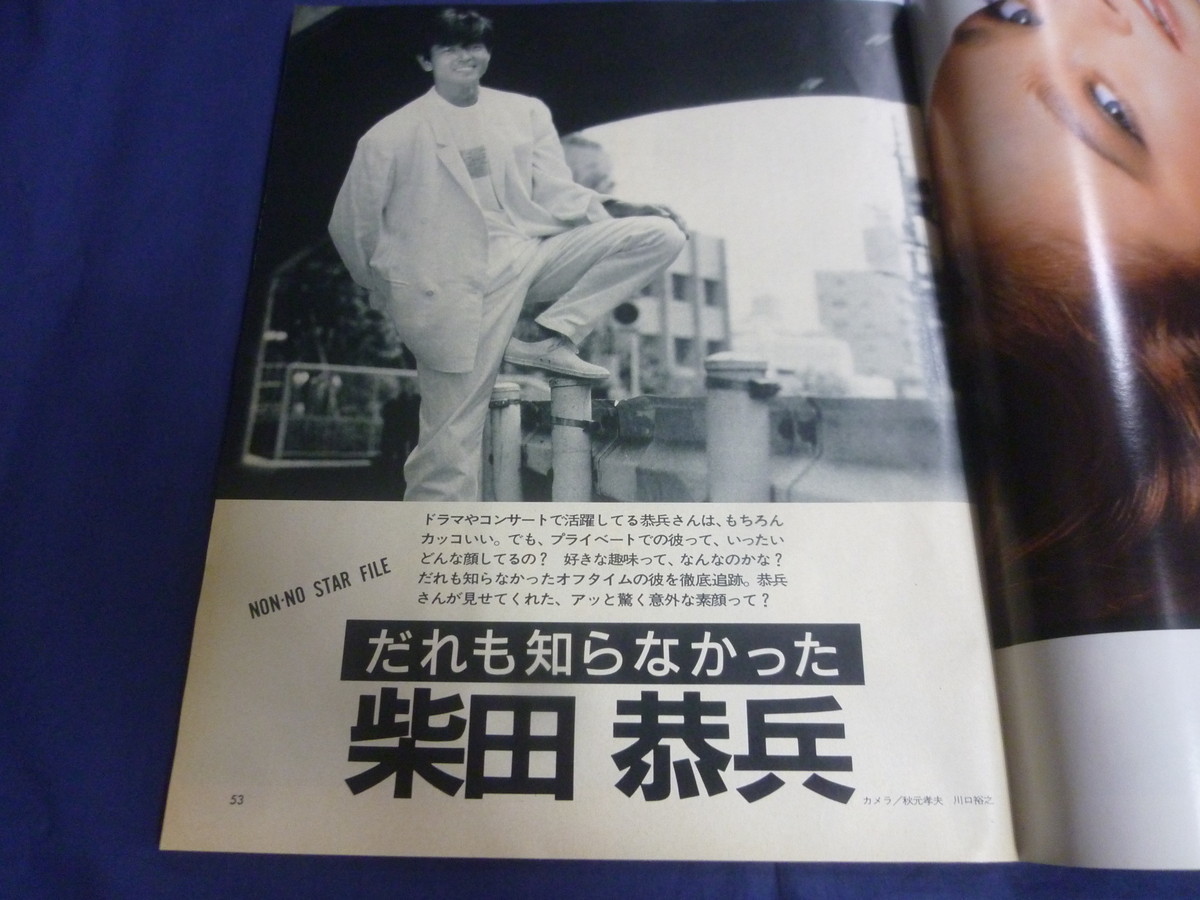 ドラマやコンサートで活躍してる恭兵さんは、もちろん
カッコいい。でも、プライベートでの彼って、いったい
どんな顔してるの？　好きな趣味って、なんなのかな？
だれも知らなかったオフタイムの彼を徹底追跡。恭兵
さんが見せてくれた、アッと驚く意外な素顔って？
NON·NO STAR FILE
だれも知らなかった
柴田 恭兵
53
カメラ／秋元孝夫　川口裕之